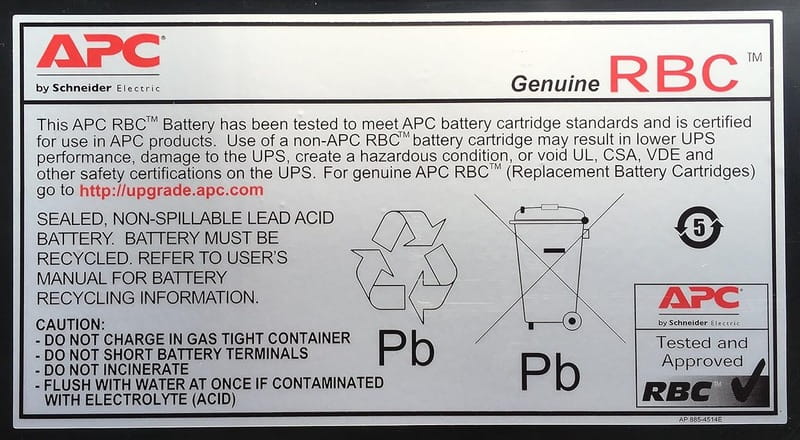 APC
by Schneider Electric
Genuine RBC™
This APC RBC™ Battery has been tested to meet APC battery cartridge standards and is certified
for use in APC products. Use of a non-APC RBC™ battery cartridge may result in lower UPS
performance, damage to the UPS, create a hazardous condition, or void UL, CSA, VDE and
other safety certifications on the UPS. For genuine APC RBC™ (Replacement Battery Cartridges)
go to http://upgrade.apc.com
SEALED, NON-SPILLABLE LEAD ACID
BATTERY. BATTERY MUST BE
RECYCLED. REFER TO USER'S
MANUAL FOR BATTERY
RECYCLING INFORMATION.
CAUTION:
- DO NOT CHARGE IN GAS TIGHT CONTAINER
- DO NOT SHORT BATTERY TERMINALS
- DO NOT INCINERATE
- FLUSH WITH WATER AT ONCE IF CONTAMINATED
WITH ELECTROLYTE (ACID)
Pb
Pb
5
APC
by Schneider Electric
Tested and
Approved
RBC™
AP 885-4514E